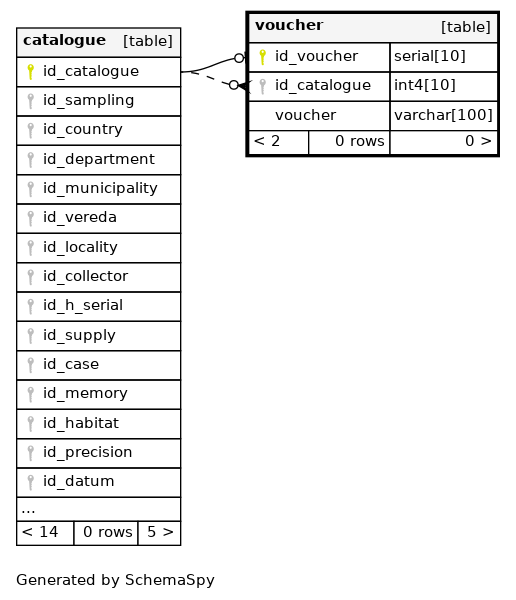 catalogue [table]
id_catalogue
id_sampling
id_country
id_department
id_municipality
id_vereda
id_locality
id_collector
id_h_serial
id_supply
id_case
id_memory
id_habitat
id_precision
id_datum
...
< 14 0 rows 5 >
voucher [table]
id_voucher serial[10]
id_catalogue int4[10]
voucher varchar[100]
< 2 0 rows 0 >
Generated by SchemaSpy